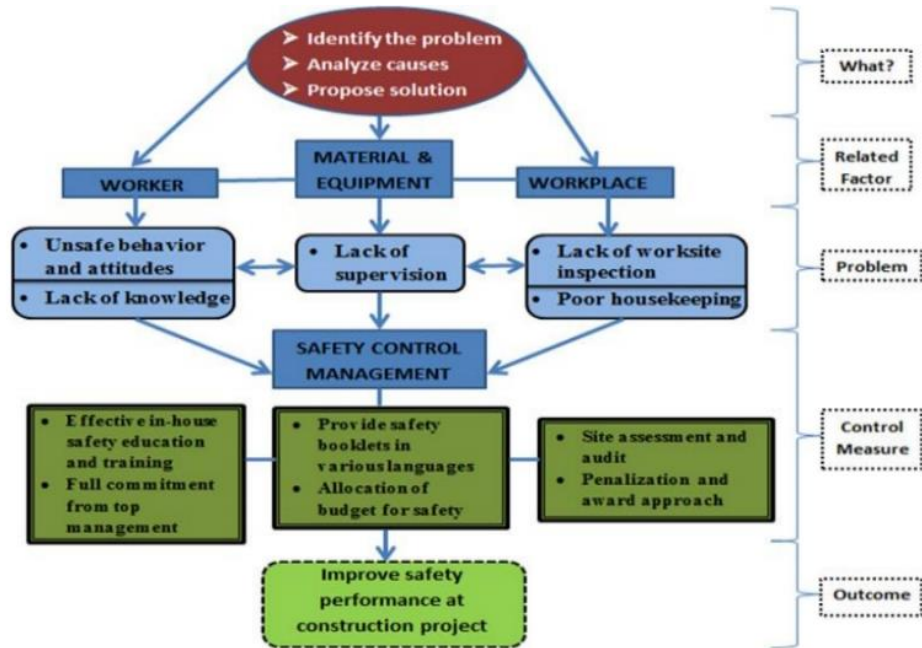 ➤ Identify the problem
➤ Analyze causes
➤ Propose solution
What?
WORKER
MATERIAL &
EQUIPMENT
WORKPLACE
Related
Factor
• Unsafe behavior
and attitudes
• Lack of knowledge
• Lack of
supervision
• Lack of worksite
inspection
• Poor housekeeping
Problem
SAFETY CONTROL
MANAGEMENT
• Effective in-house
safety education
and training
• Full commitment
from top
management
• Provide safety
booklets in
various languages
• Allocation of
budget for safety
• Site assessment and
audit
• Penalization and
award approach
Control
Measure
Improve safety
performance at
construction project
Outcome